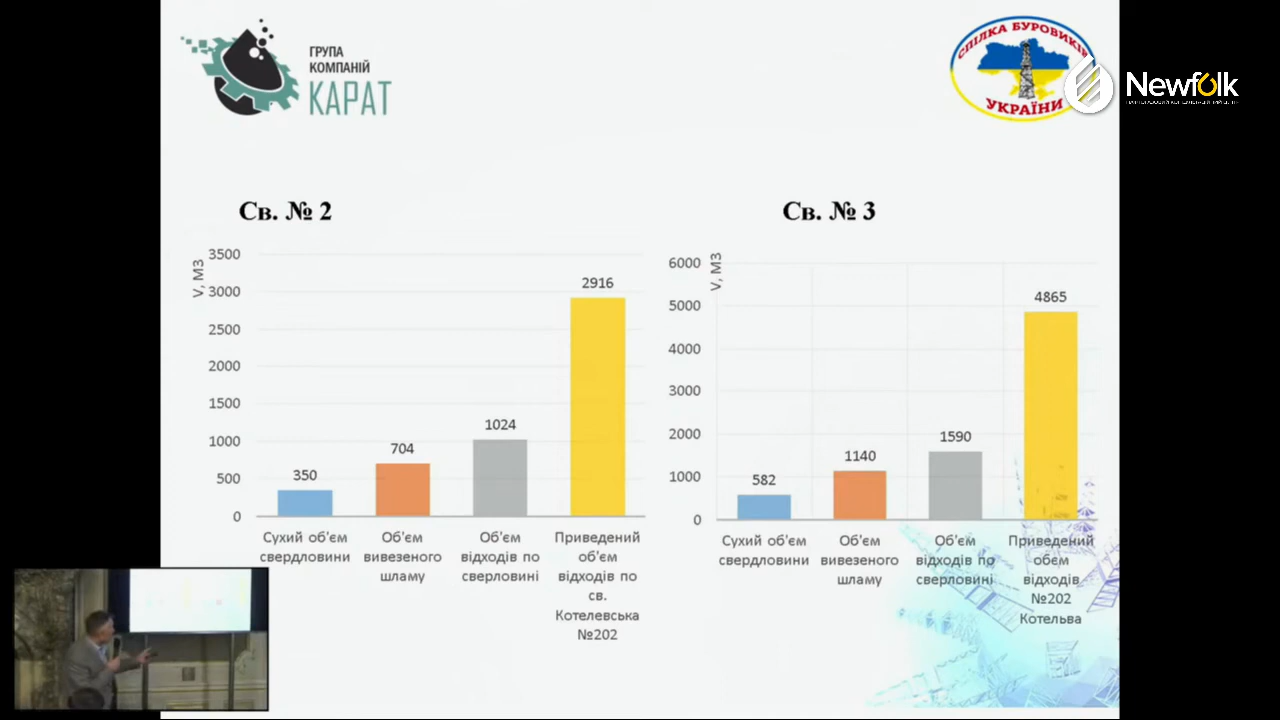 ГРУПА
КОМПАНІЙ
КАРАТ
СПІЛКА БУРОВИКІВ
УКРАЇНИ
Newfolk
Св. № 2
V, М3
3500
3000
2500
2000
1500
1000
500
0
350
704
1024
2916
Сухий об'єм
свердловини
Об'єм
вивезеного
шламу
Об'єм
відходів по
сверловині
Приведений
об'єм
відходів по
св.
Котелевська
№202
Св. № 3
V, М3
6000
5000
4000
3000
2000
1000
0
582
1140
1590
4865
Сухий об'єм
свердловини
Об'єм
вивезеного
шламу
Об'єм
відходів по
сверловині
Приведений
обєм
відходів
№202
Котельва